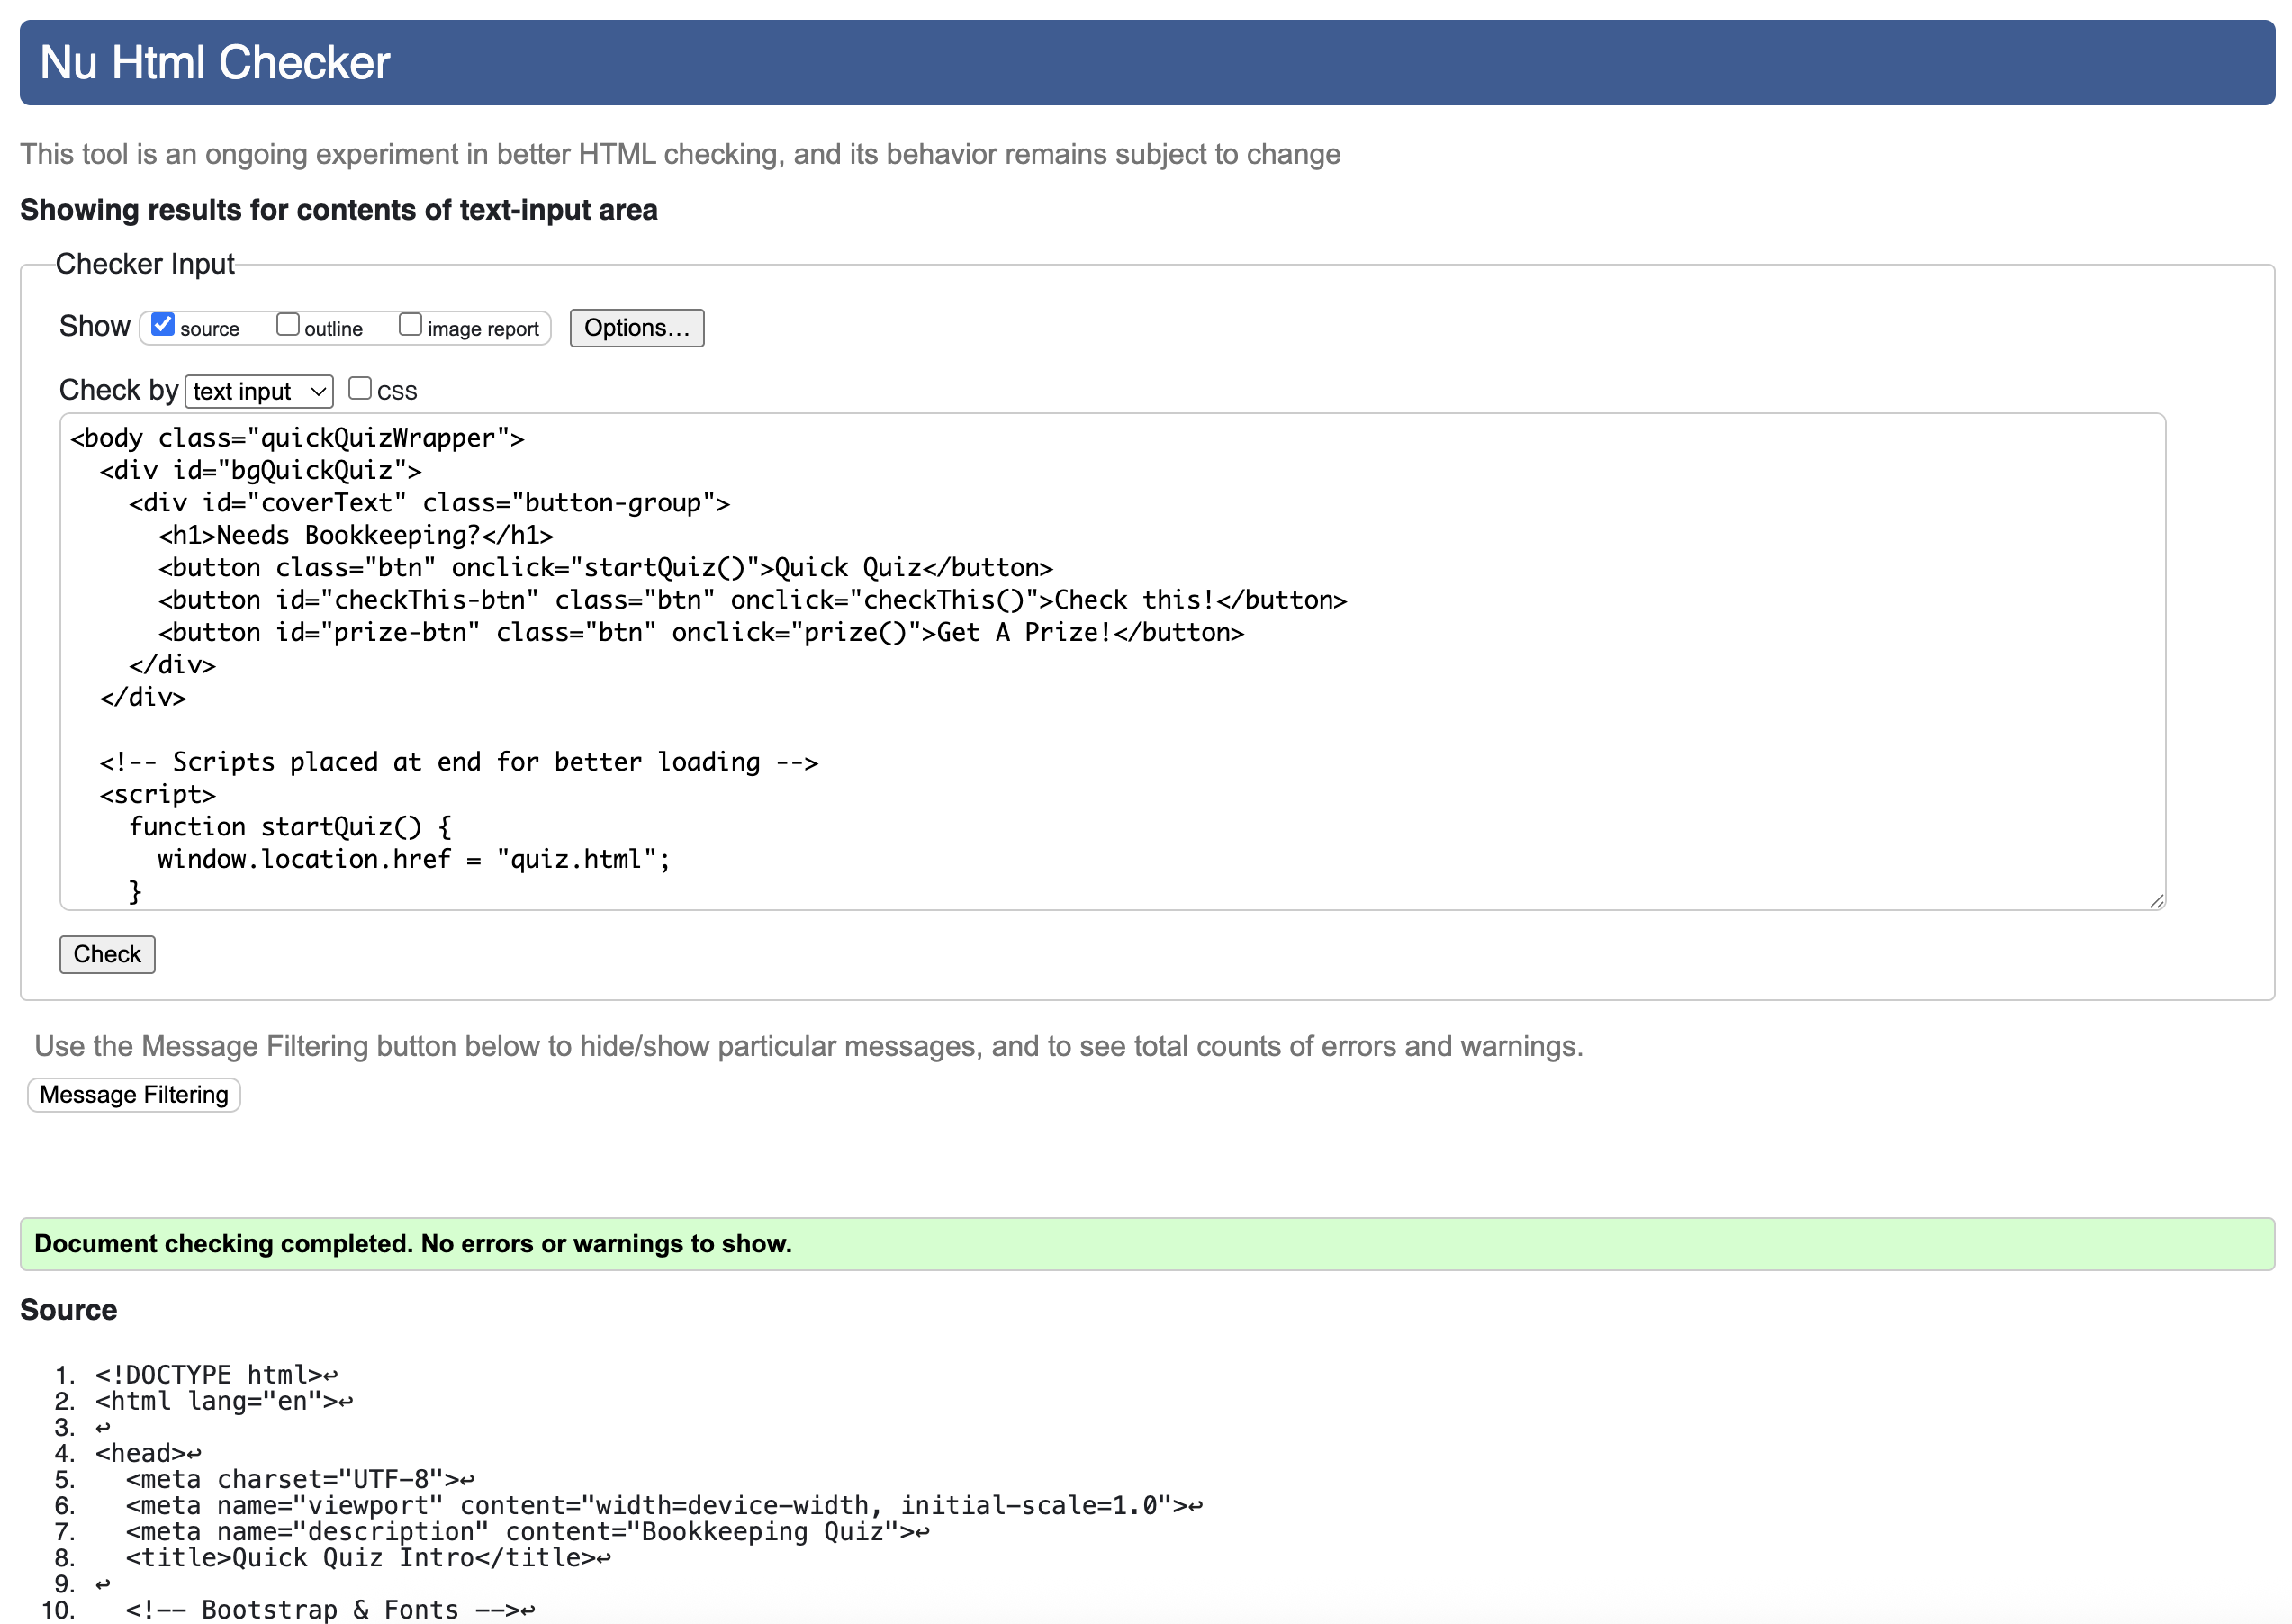 Nu Html Checker
This tool is an ongoing experiment in better HTML checking, and its behavior remains subject to change
Showing results for contents of text-input area
Checker Input
Show source outline image report Options...
Check by text input CSS
<body class="quickQuizWrapper">
  <div id="bgQuickQuiz">
    <div id="coverText" class="button-group">
      <h1>Needs Bookkeeping?</h1>
      <button class="btn" onclick="startQuiz()">Quick Quiz</button>
      <button id="checkThis-btn" class="btn" onclick="checkThis()">Check this!</button>
      <button id="prize-btn" class="btn" onclick="prize()">Get A Prize!</button>
    </div>
  </div>
  <!-- Scripts placed at end for better loading -->
  <script>
    function startQuiz() {
      window.location.href = "quiz.html";
    }
Check
Use the Message Filtering button below to hide/show particular messages, and to see total counts of errors and warnings.
Message Filtering
Document checking completed. No errors or warnings to show.
Source
1. <!DOCTYPE html>↩
2. <html lang="en">↩
3. ↩
4. <head>↩
5.   <meta charset="UTF-8">↩
6.   <meta name="viewport" content="width=device-width, initial-scale=1.0">↩
7.   <meta name="description" content="Bookkeeping Quiz">↩
8.   <title>Quick Quiz Intro</title>↩
9. ↩
10.   <!-- Bootstrap & Fonts -->↩